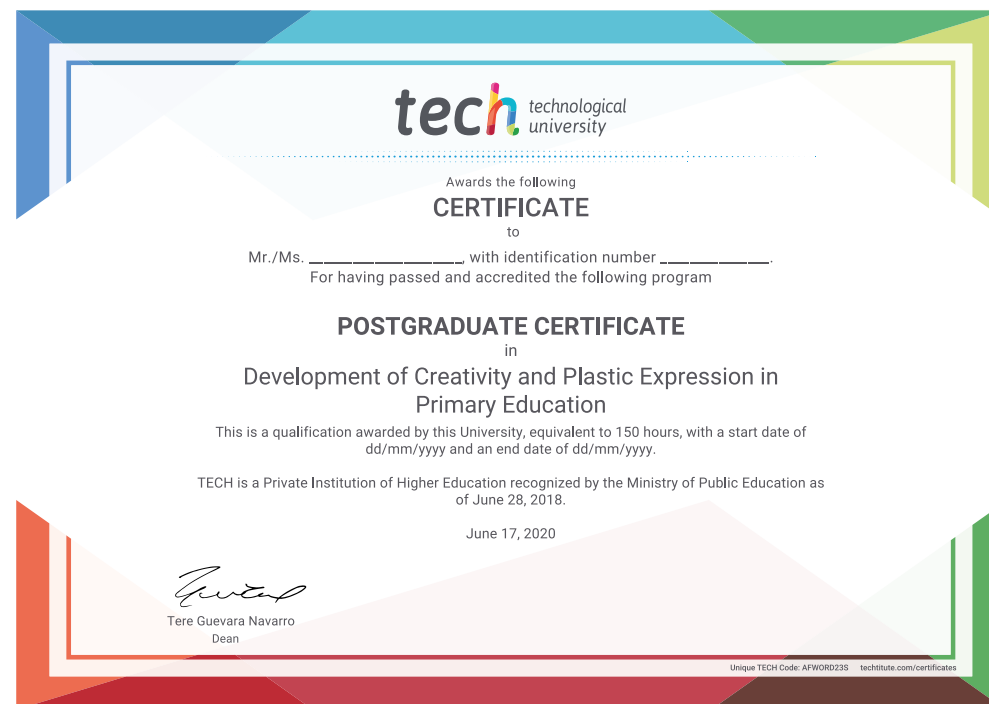 tech technological
university
Awards the following
CERTIFICATE
to
Mr./Ms. __________________, with identification number _____________.
For having passed and accredited the following program
POSTGRADUATE CERTIFICATE
in
Development of Creativity and Plastic Expression in
Primary Education
This is a qualification awarded by this University, equivalent to 150 hours, with a start date of
dd/mm/yyyy and an end date of dd/mm/yyyy.
TECH is a Private Institution of Higher Education recognized by the Ministry of Public Education as
of June 28, 2018.
June 17, 2020
Tere Guevara Navarro
Dean
Unique TECH Code: AFWORD23S techtitute.com/certificates